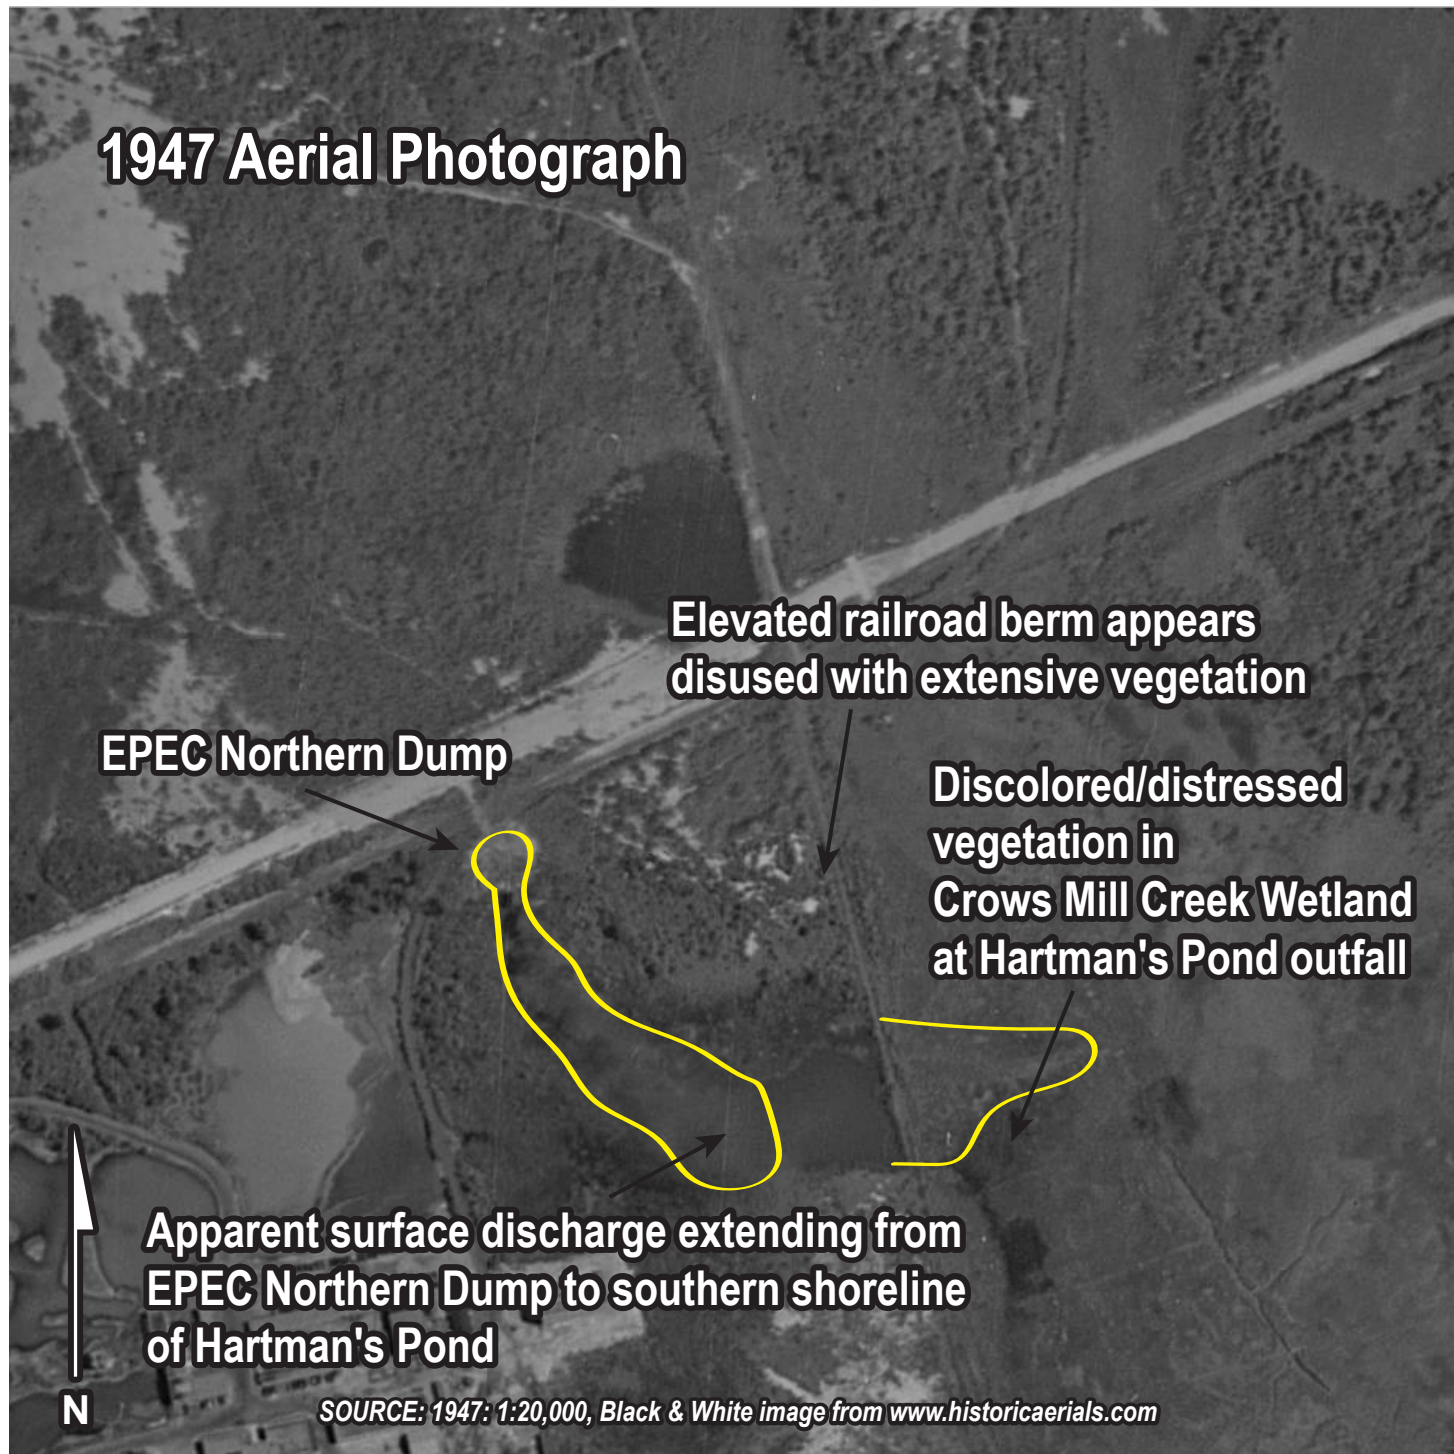 1947 Aerial Photograph
Elevated railroad berm appears
disused with extensive vegetation
EPEC Northern Dump
Discolored/distressed
vegetation in
Crows Mill Creek Wetland
at Hartman's Pond outfall
Apparent surface discharge extending from
EPEC Northern Dump to southern shoreline
of Hartman's Pond
N
SOURCE: 1947: 1:20,000, Black & White image from www.historicaerials.com